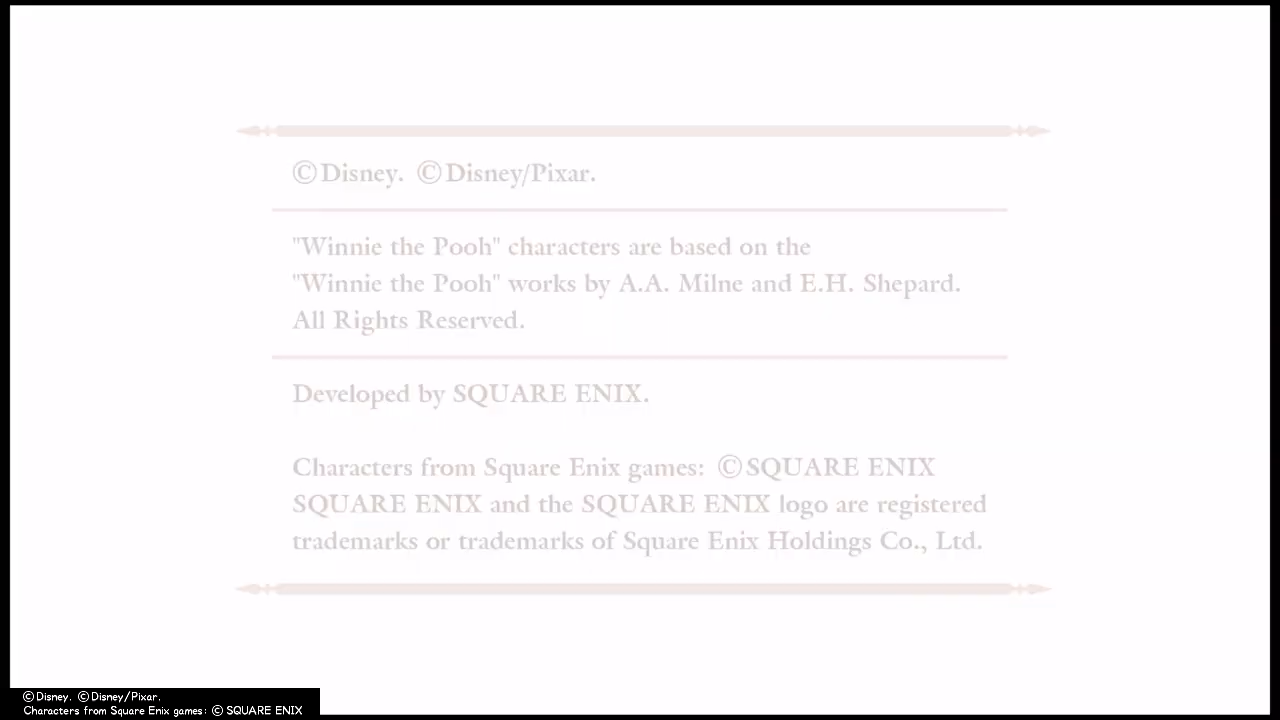 ©Disney. ©Disney/Pixar.
"Winnie the Pooh" characters are based on the
"Winnie the Pooh" works by A.A. Milne and E.H. Shepard.
All Rights Reserved.
Developed by SQUARE ENIX.
Characters from Square Enix games: ©SQUARE ENIX
SQUARE ENIX and the SQUARE ENIX logo are registered
trademarks or trademarks of Square Enix Holdings Co., Ltd.
©Disney. ©Disney/Pixar.
Characters from Square Enix games: © SQUARE ENIX